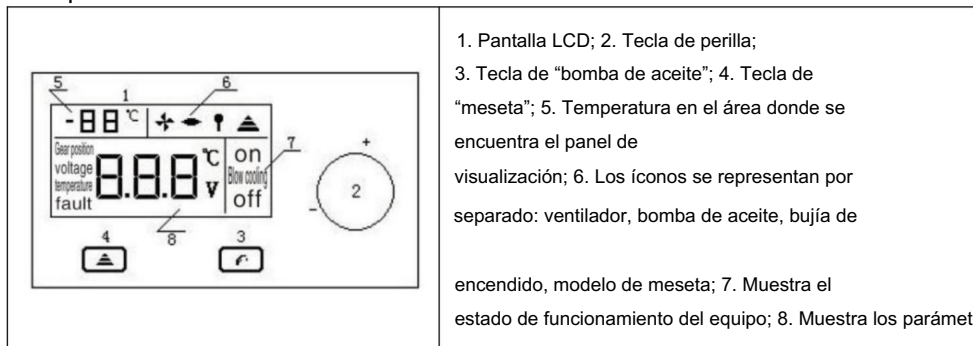 5
6
1
-88 ℃
Gear position
voltage
temperature
fault
8.8.8 ℃
V
on
Blow cooling
off
7
+
2
-
4
8
3
1. Pantalla LCD; 2. Tecla de perilla;
3. Tecla de “bomba de aceite”; 4. Tecla de
“meseta”; 5. Temperatura en el área donde se
encuentra el panel de
visualización; 6. Los íconos se representan por
separado: ventilador, bomba de aceite, bujía de
encendido, modelo de meseta; 7. Muestra el
estado de funcionamiento del equipo; 8. Muestra los parámet